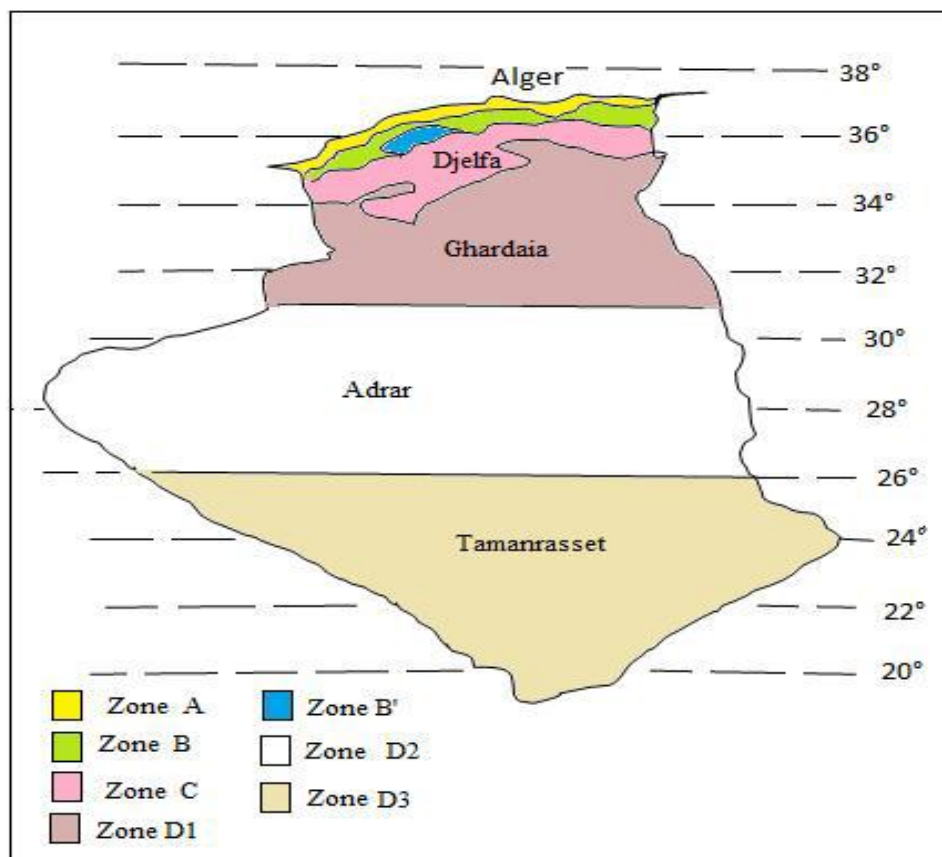 38°
Alger
36°
Djelfa
34°
Ghardaia
32°
30°
Adrar
28°
26°
Tamanrasset
24°
22°
20°
Zone A
Zone B'
Zone B
Zone D2
Zone C
Zone D3
Zone D1